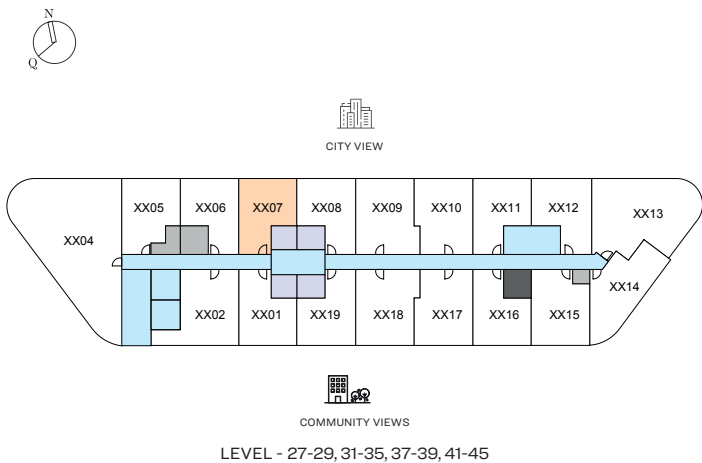 N
Q
CITY VIEW
XX05 XX06 XX07 XX08 XX09 XX10 XX11 XX12
XX04 XX13
XX14
XX02 XX01 XX19 XX18 XX17 XX16 XX15
COMMUNITY VIEWS
LEVEL - 27-29, 31-35, 37-39, 41-45